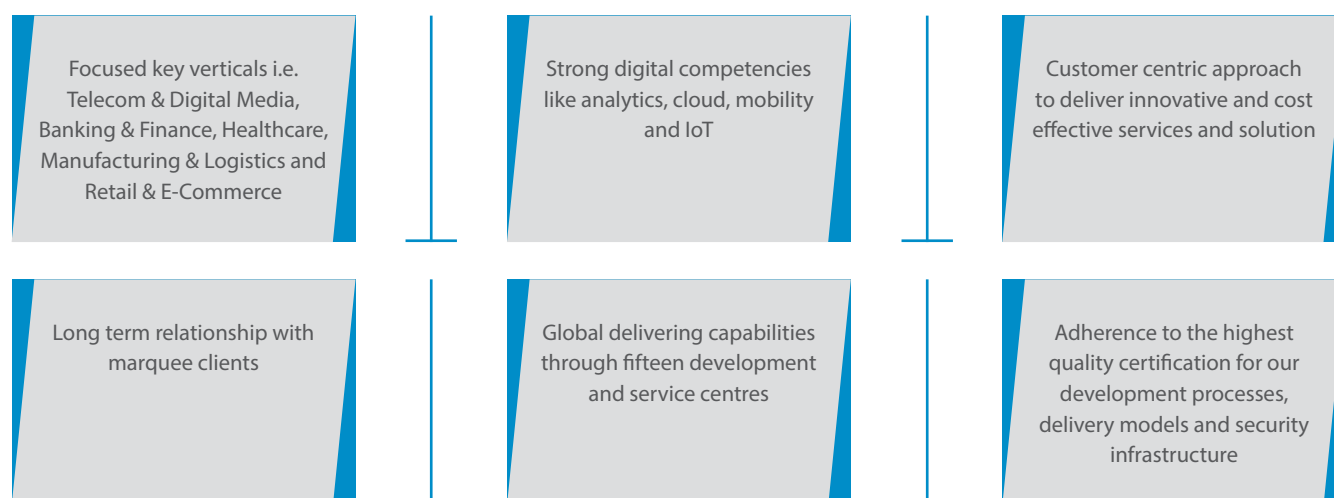 Focused key verticals i.e.
Telecom & Digital Media,
Banking & Finance, Healthcare,
Manufacturing & Logistics and
Retail & E-Commerce
Strong digital competencies
like analytics, cloud, mobility
and IoT
Customer centric approach
to deliver innovative and cost
effective services and solution
Long term relationship with
marquee clients
Global delivering capabilities
through fifteen development
and service centres
Adherence to the highest
quality certification for our
development processes,
delivery models and security
infrastructure